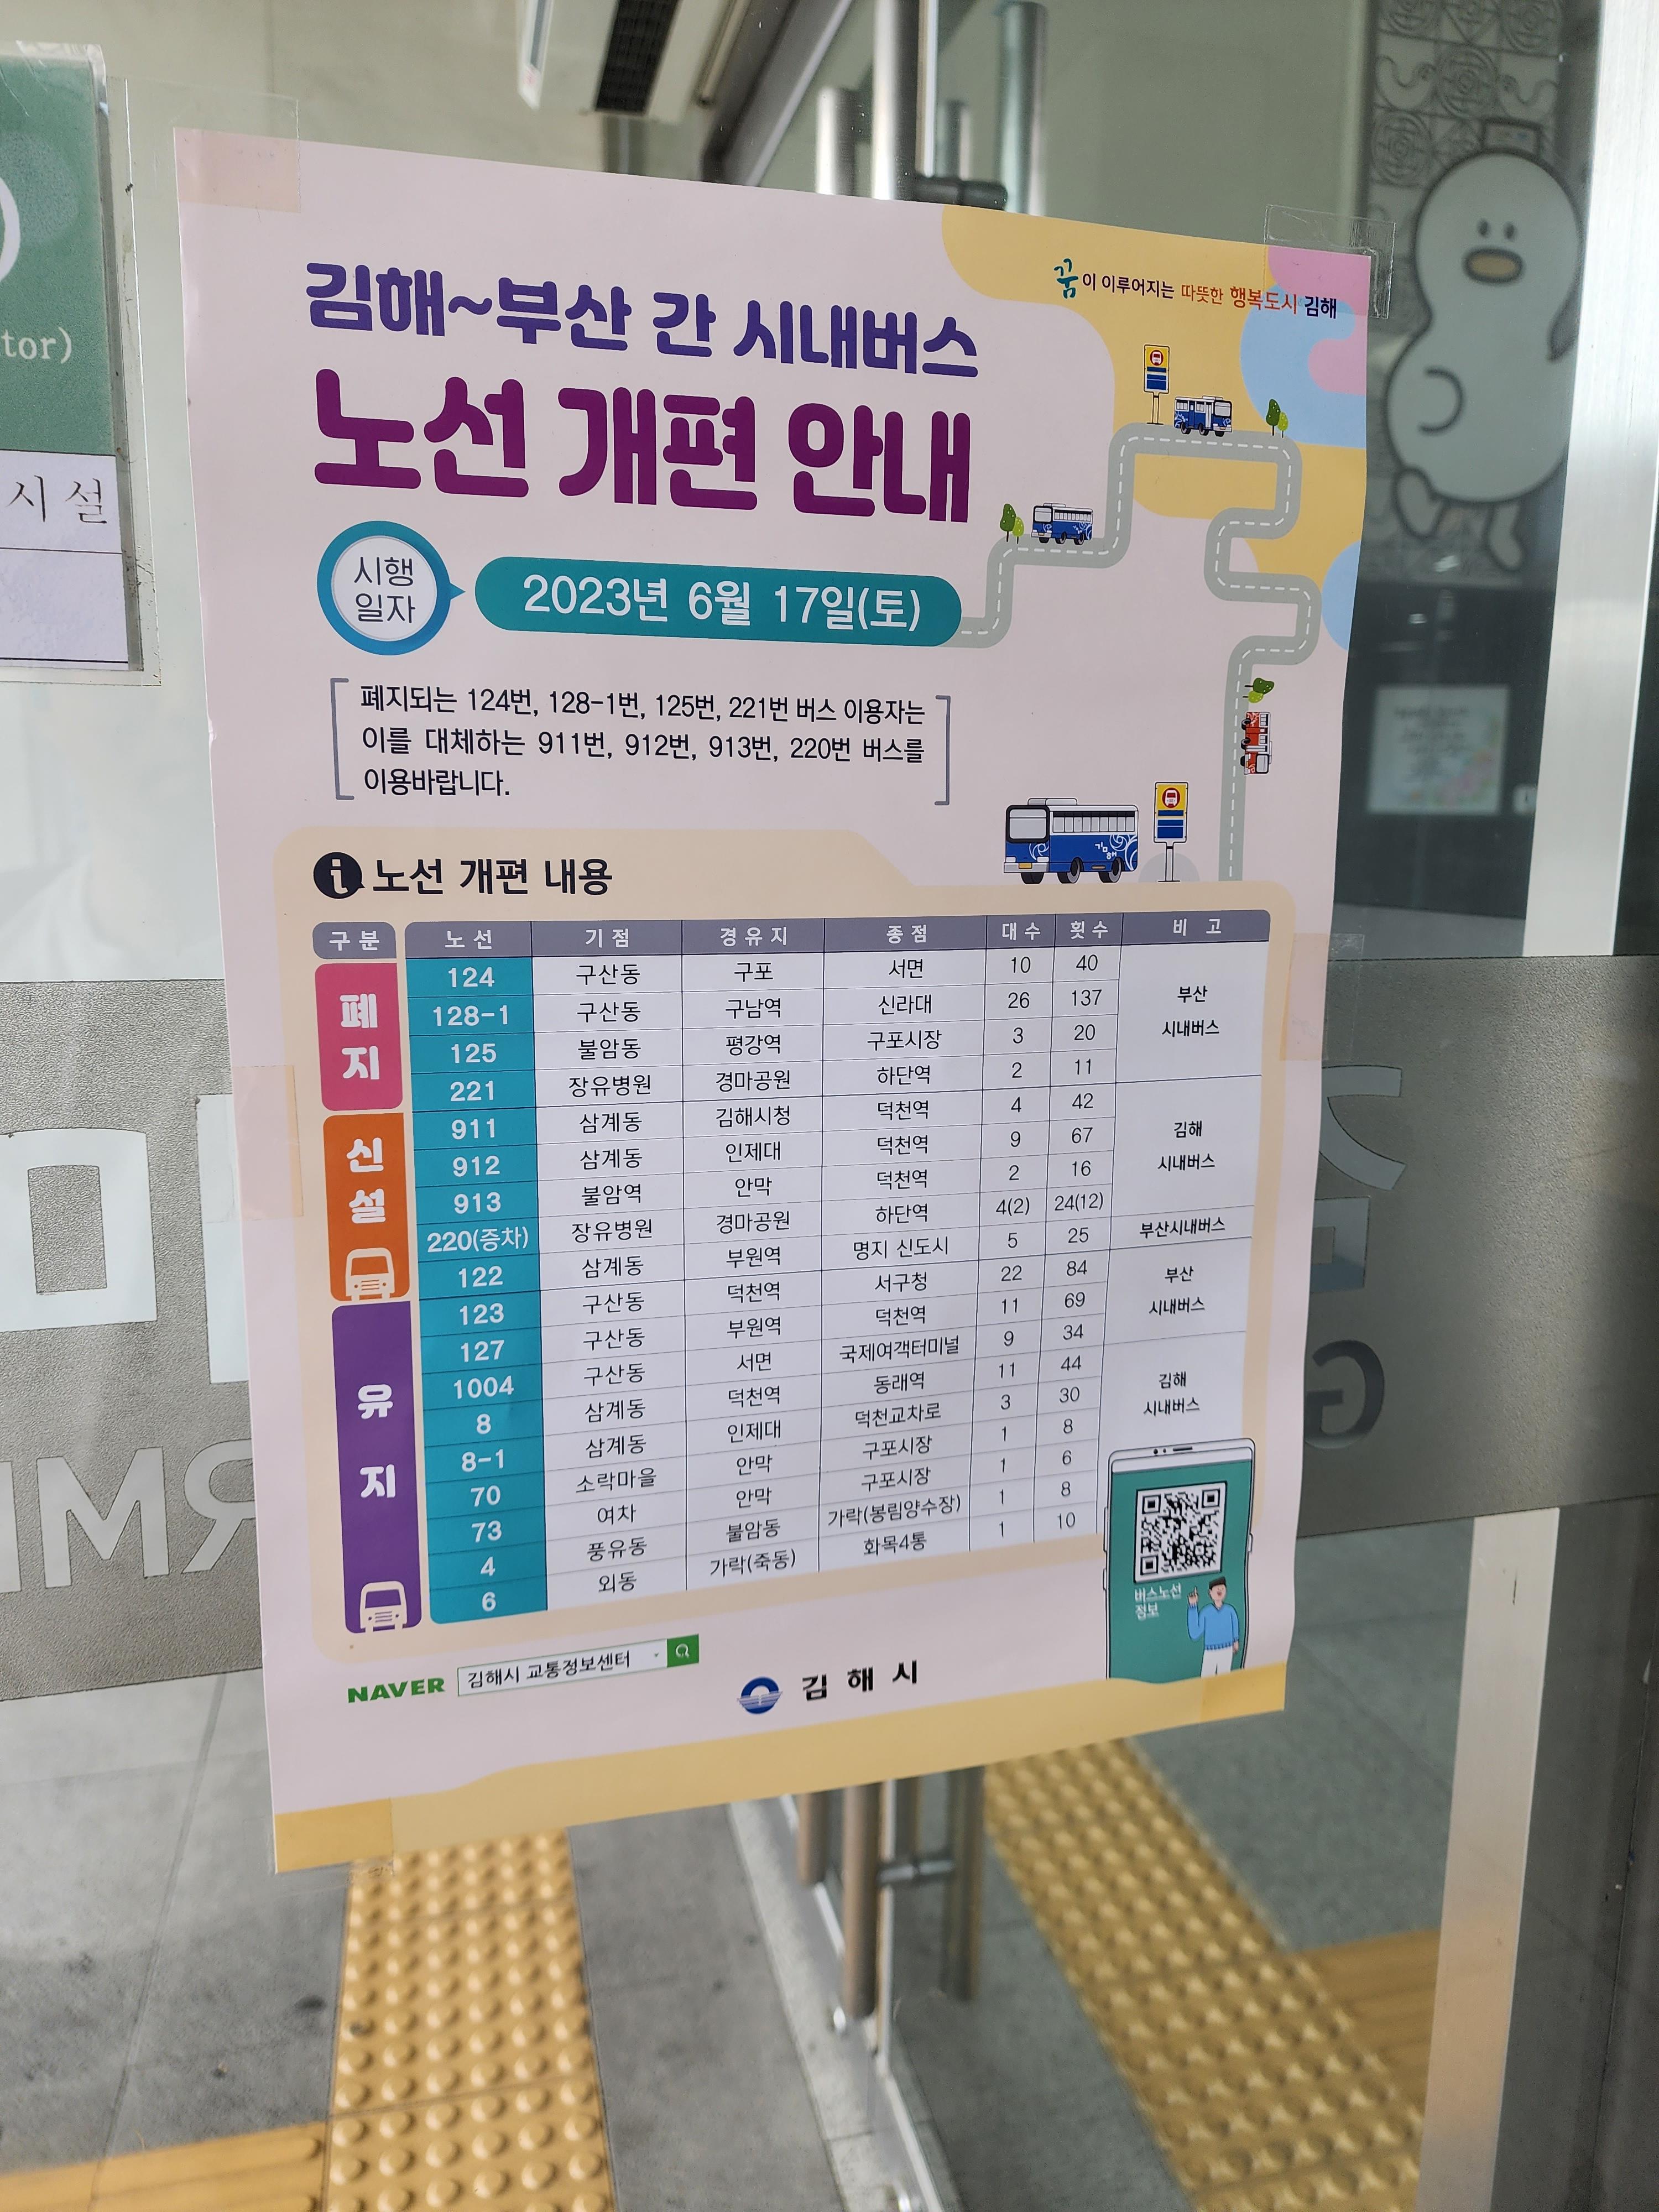 꿈이 이루어지는 따뜻한 행복도시 김해
김해~부산 간 시내버스
노선 개편 안내
시행
일자
2023년 6월 17일(토)
폐지되는 124번, 128-1번, 125번, 221번 버스 이용자는
이를 대체하는 911번, 912번, 913번, 220번 버스를
이용바랍니다.
i 노선 개편 내용
구분 노선 기점 경유지 종점 대수 횟수 비고
폐지
124 구산동 구포 서면 10 40
128-1 구산동 구남역 신라대 26 137
125 불암동 평강역 구포시장 3 20
221 장유병원 경마공원 하단역 2 11
부산
시내버스
신설
911 삼계동 김해시청 덕천역 4 42
912 삼계동 인제대 덕천역 9 67
913 불암역 안막 덕천역 2 16
220(증차) 장유병원 경마공원 하단역 4(2) 24(12)
김해
시내버스
유지
122 삼계동 부원역 명지 신도시 5 25
부산시내버스
123 구산동 덕천역 서구청 22 84
127 구산동 부원역 덕천역 11 69
1004 구산동 서면 국제여객터미널 9 34
부산
시내버스
8 삼계동 덕천역 동래역 11 44
8-1 삼계동 인제대 덕천교차로 3 30
70 소락마을 안막 구포시장 1 8
73 여차 안막 구포시장 1 6
4 풍유동 불암동 가락(봉림양수장) 1 8
6 외동 가락(죽동) 화목4통 1 10
김해
시내버스
버스노선
정보
NAVER 김해시 교통정보센터
김해시
tor)
시설